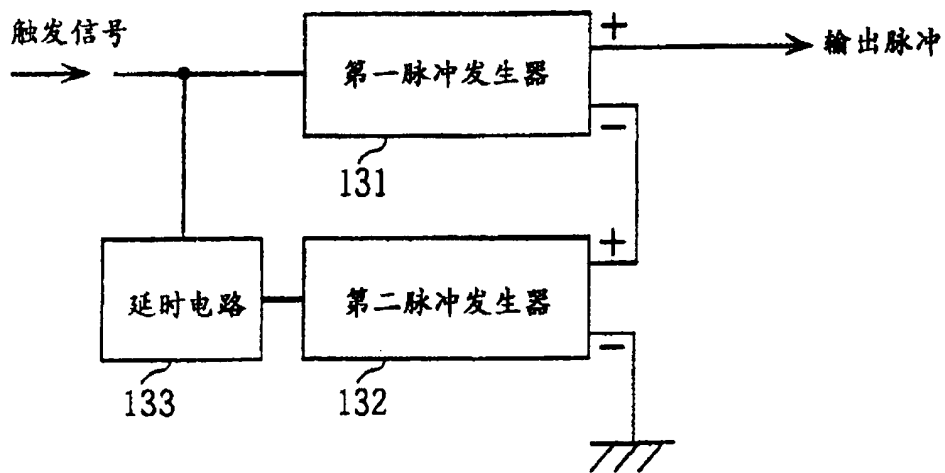 触发信号
第一脉冲发生器
+
−
输出脉冲
131
延时电路
第二脉冲发生器
+
−
133
132